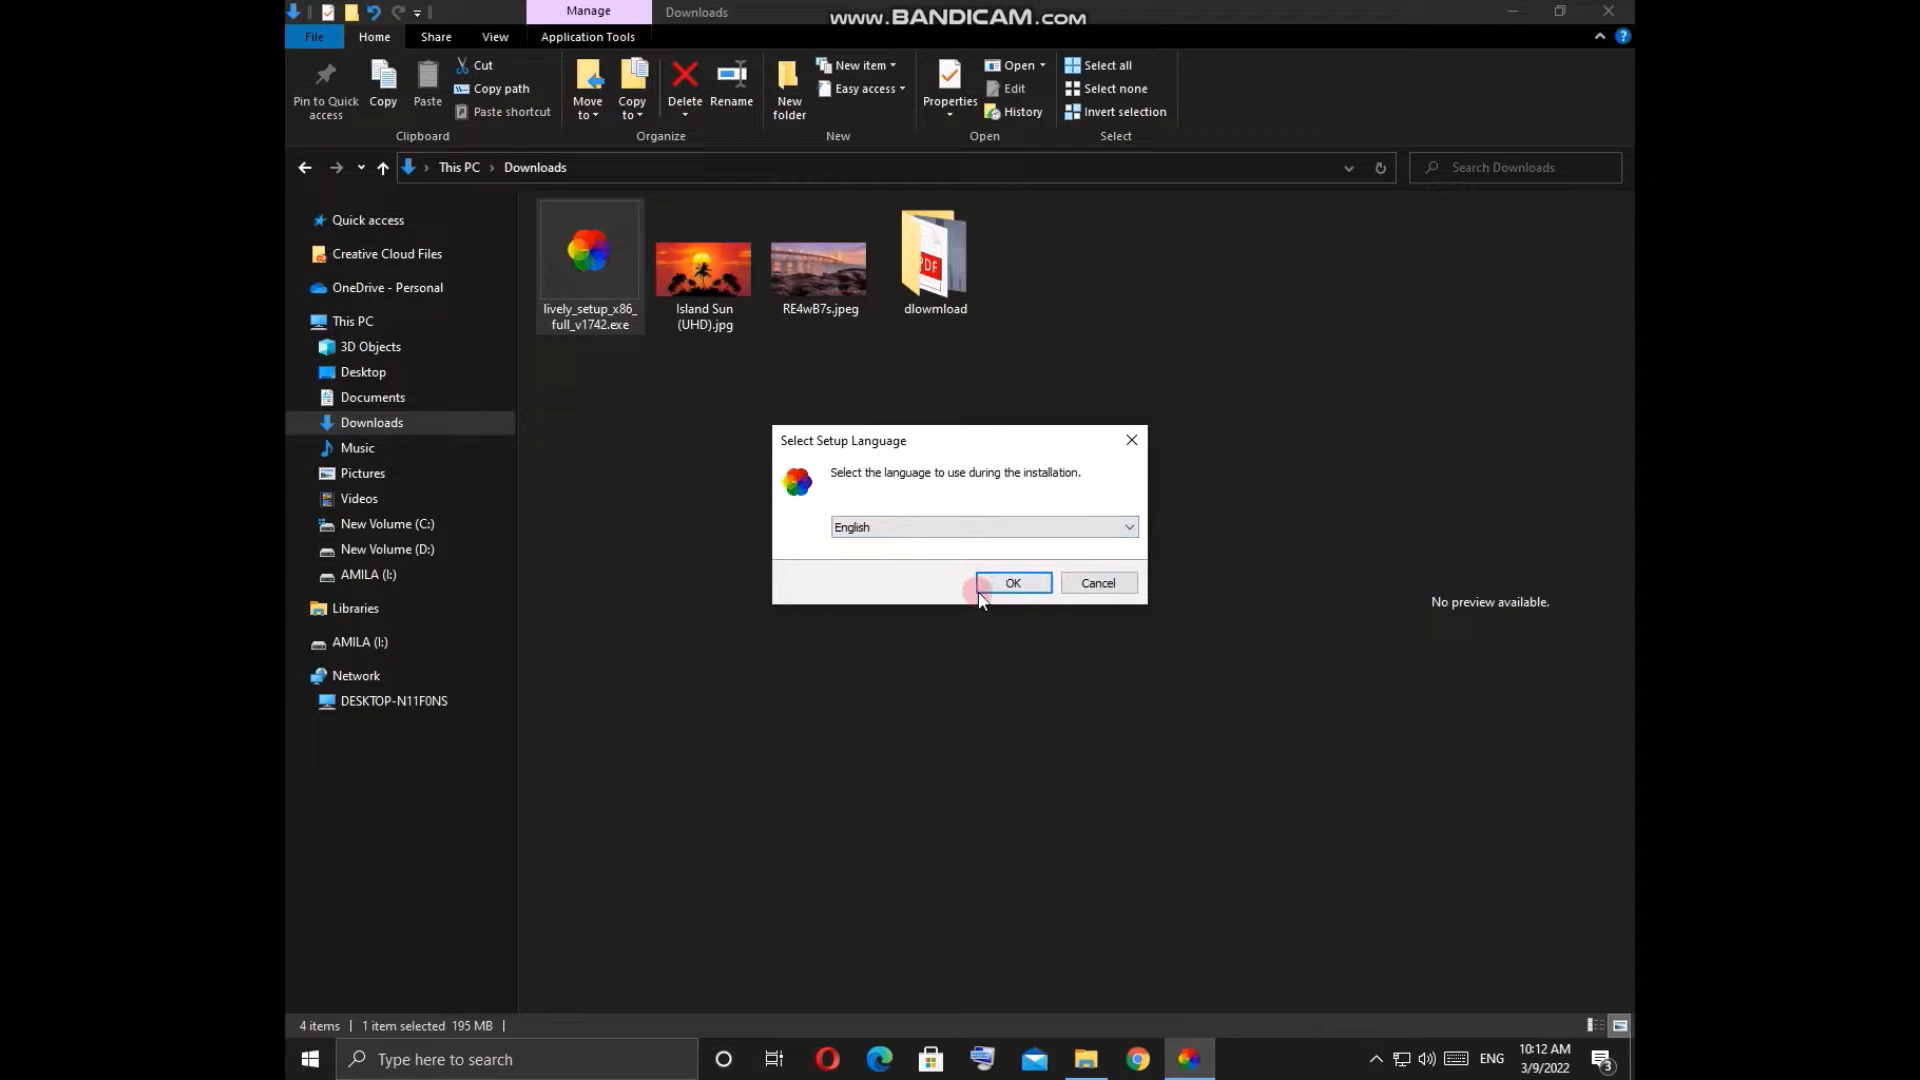 Manage
Downloads
www.BANDICAM.com
File
Home
Share
View
Application Tools
Pin to Quick
access
Copy
Paste
Cut
Copy path
Paste shortcut
Clipboard
Move
to
Copy
to
Delete
Rename
Organize
New
folder
New item
Easy access
New
Properties
Open
Edit
History
Open
Select all
Select none
Invert selection
Select
This PC
Downloads
Search Downloads
Quick access
Creative Cloud Files
OneDrive - Personal
This PC
3D Objects
Desktop
Documents
Downloads
Music
Pictures
Videos
New Volume (C:)
New Volume (D:)
AMILA (I:)
Libraries
AMILA (I:)
Network
DESKTOP-N11F0NS
lively_setup_x86_
full_v1742.exe
Island Sun
(UHD).jpg
RE4wB7s.jpeg
PDF
dlowmload
Select Setup Language
Select the language to use during the installation.
English
OK
Cancel
No preview available.
4 items
1 item selected 195 MB
Type here to search
ENG
10:12 AM
3/9/2022
3